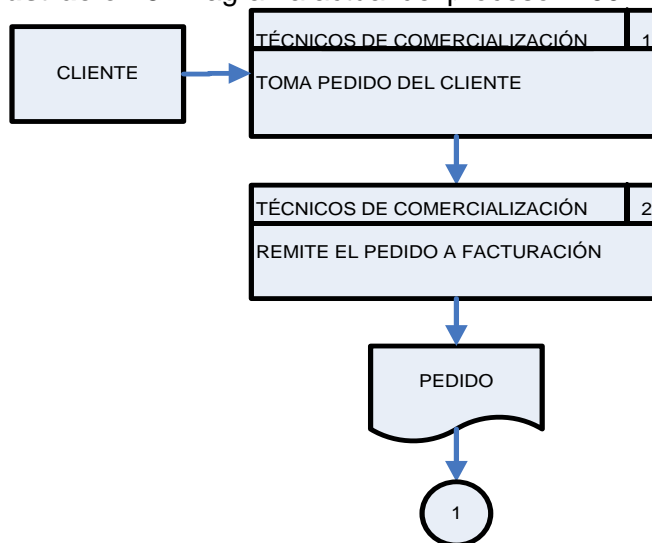 TÉCNICOS DE COMERCIALIZACIÓN 1
CLIENTE
TOMA PEDIDO DEL CLIENTE
TÉCNICOS DE COMERCIALIZACIÓN 2
REMITE EL PEDIDO A FACTURACIÓN
PEDIDO
1